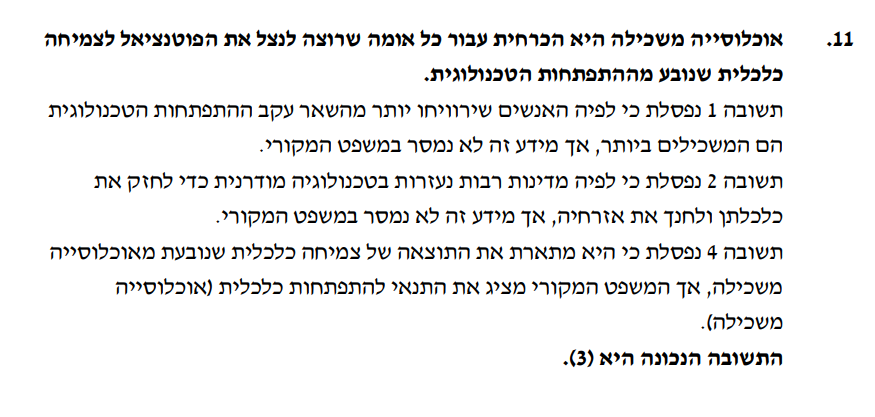 11. אוכלוסייה משכילה היא הכרחית עבור כל אומה שרוצה לנצל את הפוטנציאל לצמיחה
כלכלית שנובע מההתפתחות הטכנולוגית.
תשובה 1 נפסלת כי לפיה האנשים שירוויחו יותר מהשאר עקב ההתפתחות הטכנולוגית
הם המשכילים ביותר, אך מידע זה לא נמסר במשפט המקורי.
תשובה 2 נפסלת כי לפיה מדינות רבות נעזרות בטכנולוגיה מודרנית כדי לחזק את
כלכלתן ולחנך את אזרחיה, אך מידע זה לא נמסר במשפט המקורי.
תשובה 4 נפסלת כי היא מתארת את התוצאה של צמיחה כלכלית שנובעת מאוכלוסייה
משכילה, אך המשפט המקורי מציג את התנאי להתפתחות כלכלית (אוכלוסייה
משכילה).
התשובה הנכונה היא (3).